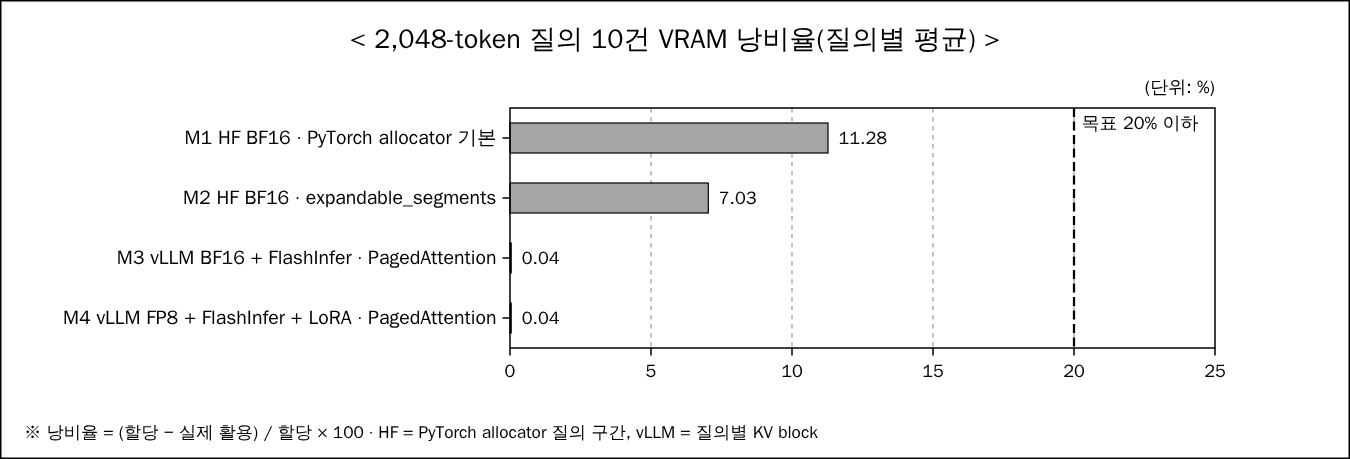 < 2,048-token 질의 10건 VRAM 낭비율(질의별 평균) >
(단위: %)
목표 20% 이하
M1 HF BF16 · PyTorch allocator 기본
11.28
M2 HF BF16 · expandable_segments
7.03
M3 vLLM BF16 + FlashInfer · PagedAttention
0.04
M4 vLLM FP8 + FlashInfer + LoRA · PagedAttention
0.04
0 5 10 15 20 25
※ 낭비율 = (할당 − 실제 활용) / 할당 × 100 · HF = PyTorch allocator 질의 구간, vLLM = 질의별 KV block